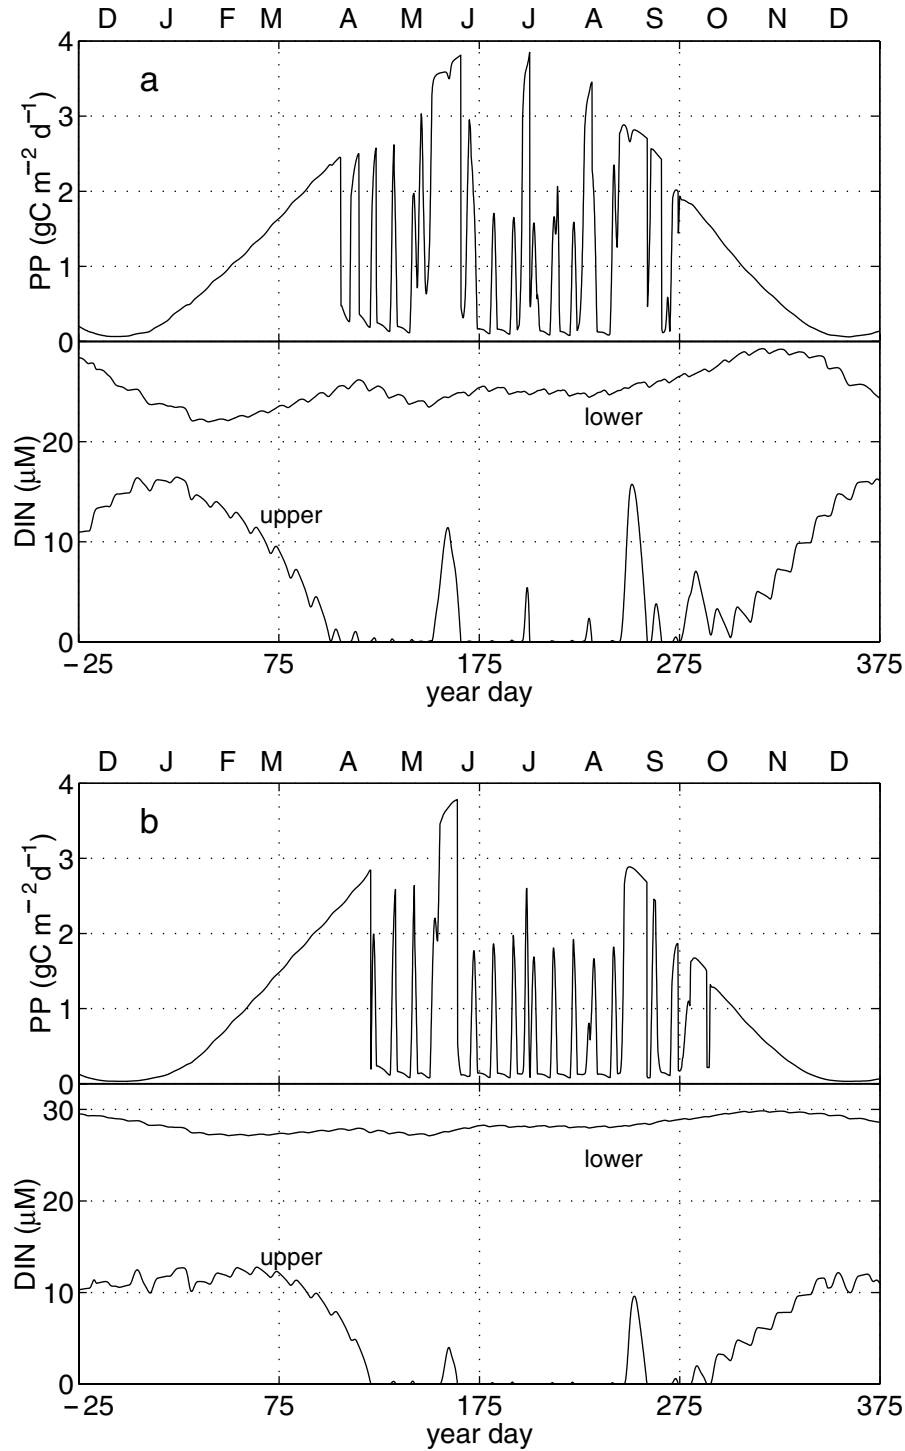 D J F M A M J J A S O N D
a
PP (gC m⁻² d⁻¹)
4
3
2
1
0
DIN (μM)
20
10
0
lower
upper
−25 75 175 275 375
year day
D J F M A M J J A S O N D
b
PP (gC m⁻² d⁻¹)
4
3
2
1
0
DIN (μM)
30
20
10
0
lower
upper
−25 75 175 275 375
year day